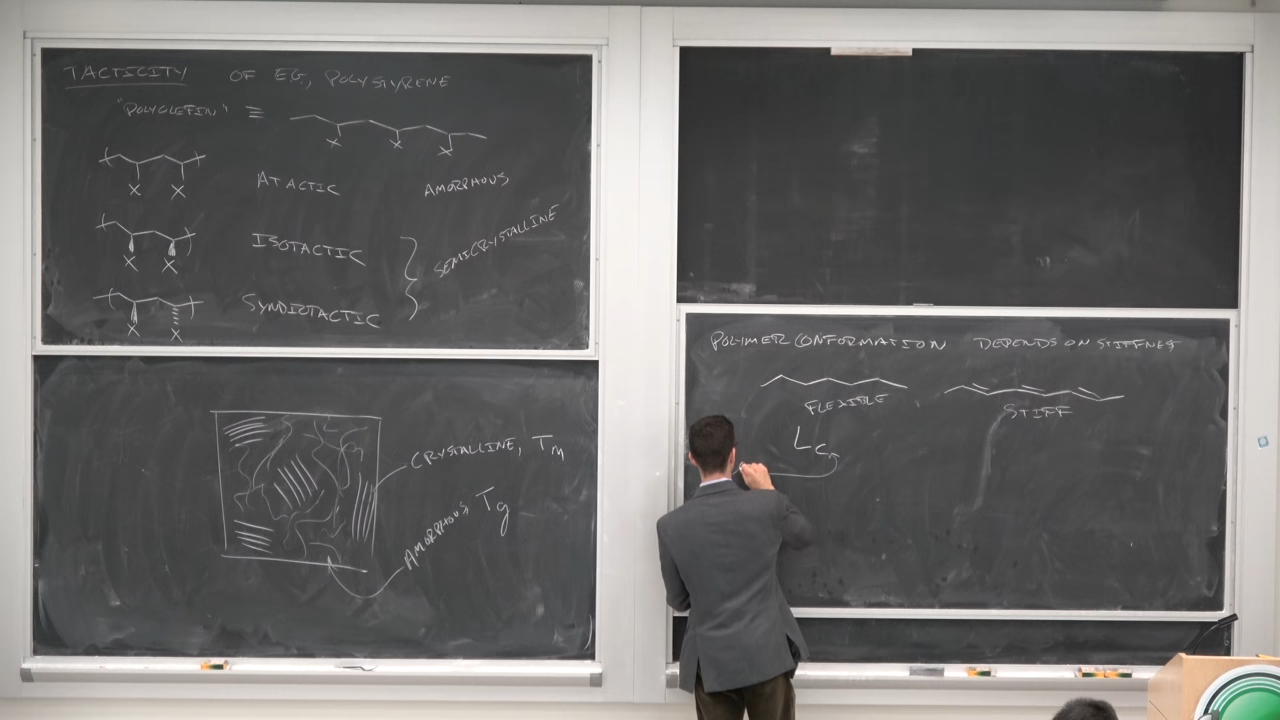 TACTICITY OF EG., POLYSTYRENE
"POLYOLEFIN" ≡
X X X
X X
ATACTIC AMORPHOUS
X X
ISOTACTIC
SEMICRYSTALLINE
X X
SYNDIOTACTIC
CRYSTALLINE, TM
AMORPHOUS Tg
POLYMER CONFORMATION DEPENDS ON STIFFNESS
FLEXIBLE
STIFF
Lc